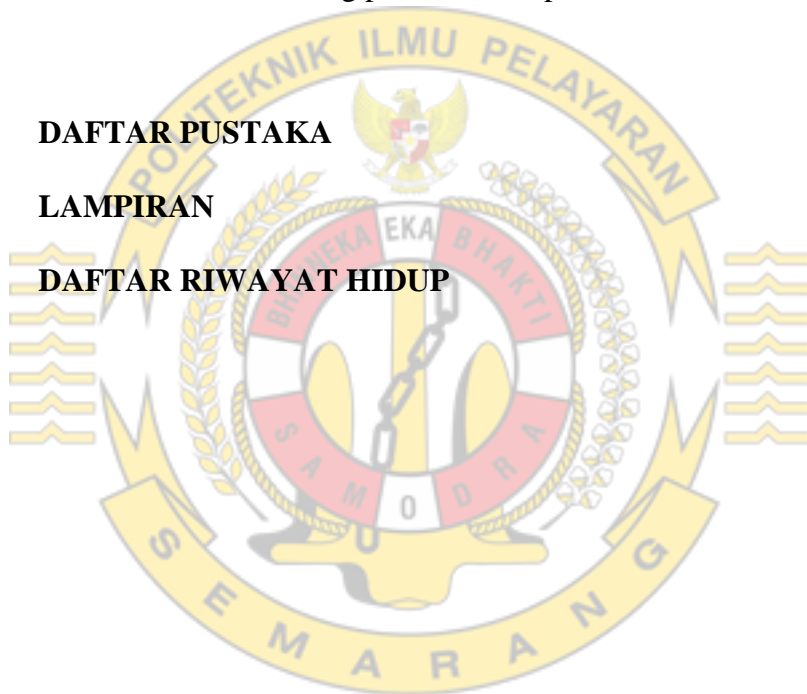 POLITEKNIK ILMU PELAYARAN
DAFTAR PUSTAKA
LAMPIRAN
EKA
BHINEKA BHAKTI
DAFTAR RIWAYAT HIDUP
SAMODRA
SEMARANG